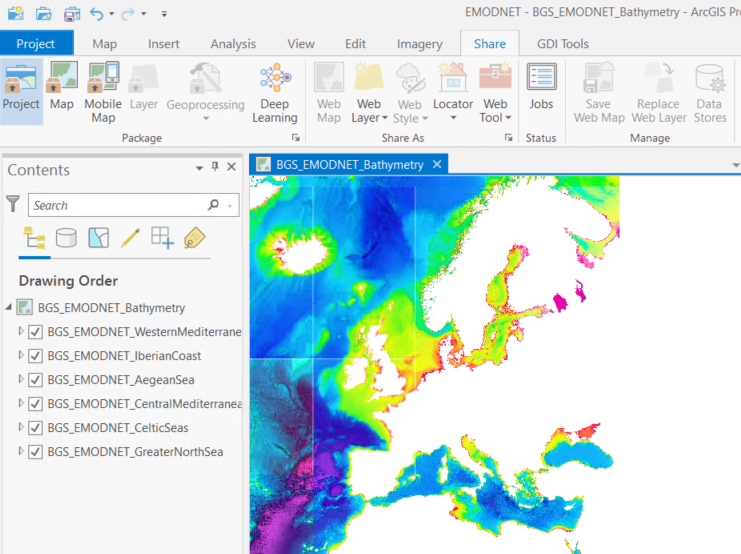 EMODNET - BGS_EMODNET_Bathymetry - ArcGIS Pr
Project Map Insert Analysis View Edit Imagery Share GDI Tools
Project Map Mobile Map Layer Geoprocessing Deep Learning Web Map Web Layer Web Style Locator Web Tool Jobs Save Web Map Replace Web Layer Data Stores
Package Share As Status Manage
Contents
BGS_EMODNET_Bathymetry
Search
Drawing Order
BGS_EMODNET_Bathymetry
BGS_EMODNET_WesternMediterrane
BGS_EMODNET_IberianCoast
BGS_EMODNET_AegeanSea
BGS_EMODNET_CentralMediterranea
BGS_EMODNET_CelticSeas
BGS_EMODNET_GreaterNorthSea